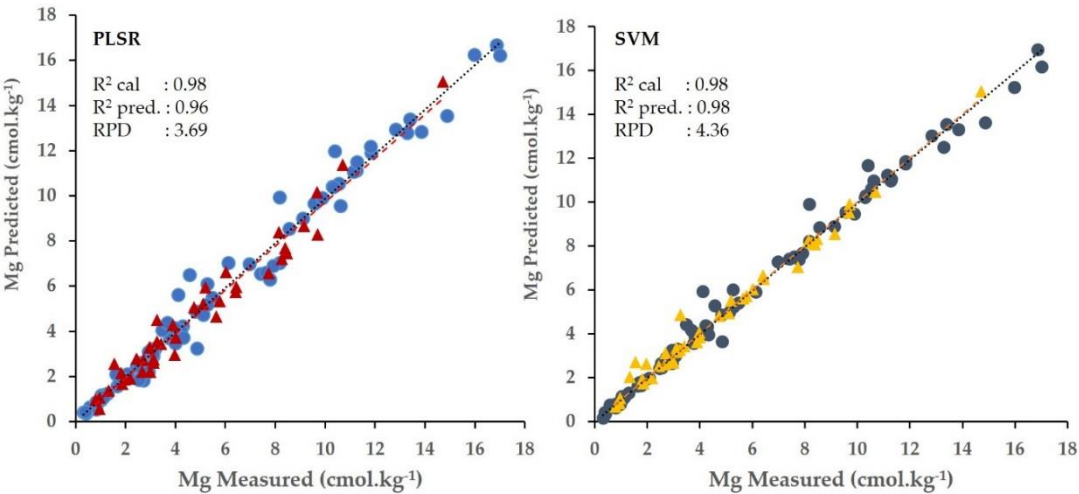 PLSR
R² cal : 0.98
R² pred. : 0.96
RPD : 3.69
Mg Predicted (cmol.kg⁻¹)
18
16
14
12
10
8
6
4
2
0
0 2 4 6 8 10 12 14 16 18
Mg Measured (cmol.kg⁻¹)
SVM
R² cal : 0.98
R² pred. : 0.98
RPD : 4.36
Mg Predicted (cmol.kg⁻¹)
18
16
14
12
10
8
6
4
2
0
0 2 4 6 8 10 12 14 16 18
Mg Measured (cmol.kg⁻¹)